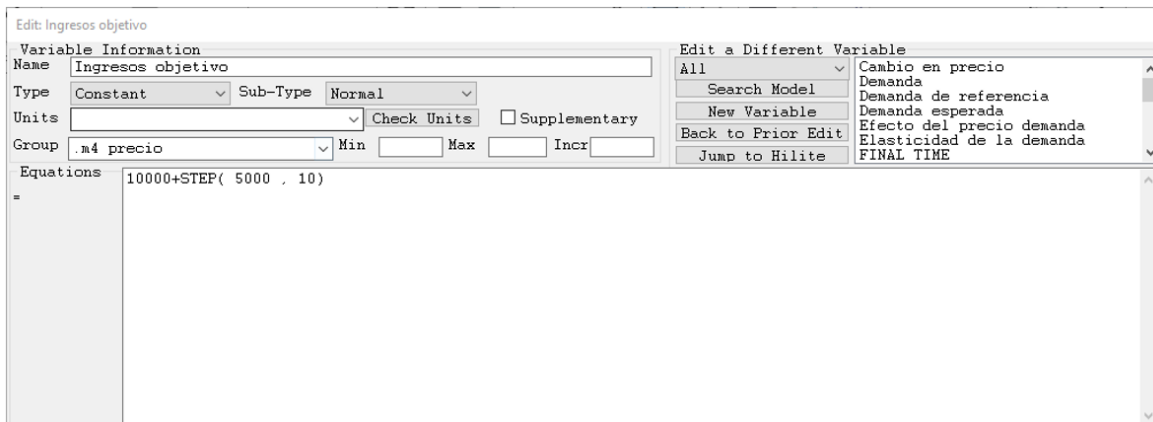 Edit: Ingresos objetivo
Variable Information
Name Ingresos objetivo
Type Constant Sub-Type Normal
Units Check Units Supplementary
Group .m4 precio Min Max Incr
Edit a Different Variable
All
Search Model
New Variable
Back to Prior Edit
Jump to Hilite
Cambio en precio
Demanda
Demanda de referencia
Demanda esperada
Efecto del precio demanda
Elasticidad de la demanda
FINAL TIME
Equations
=
10000+STEP( 5000 , 10)